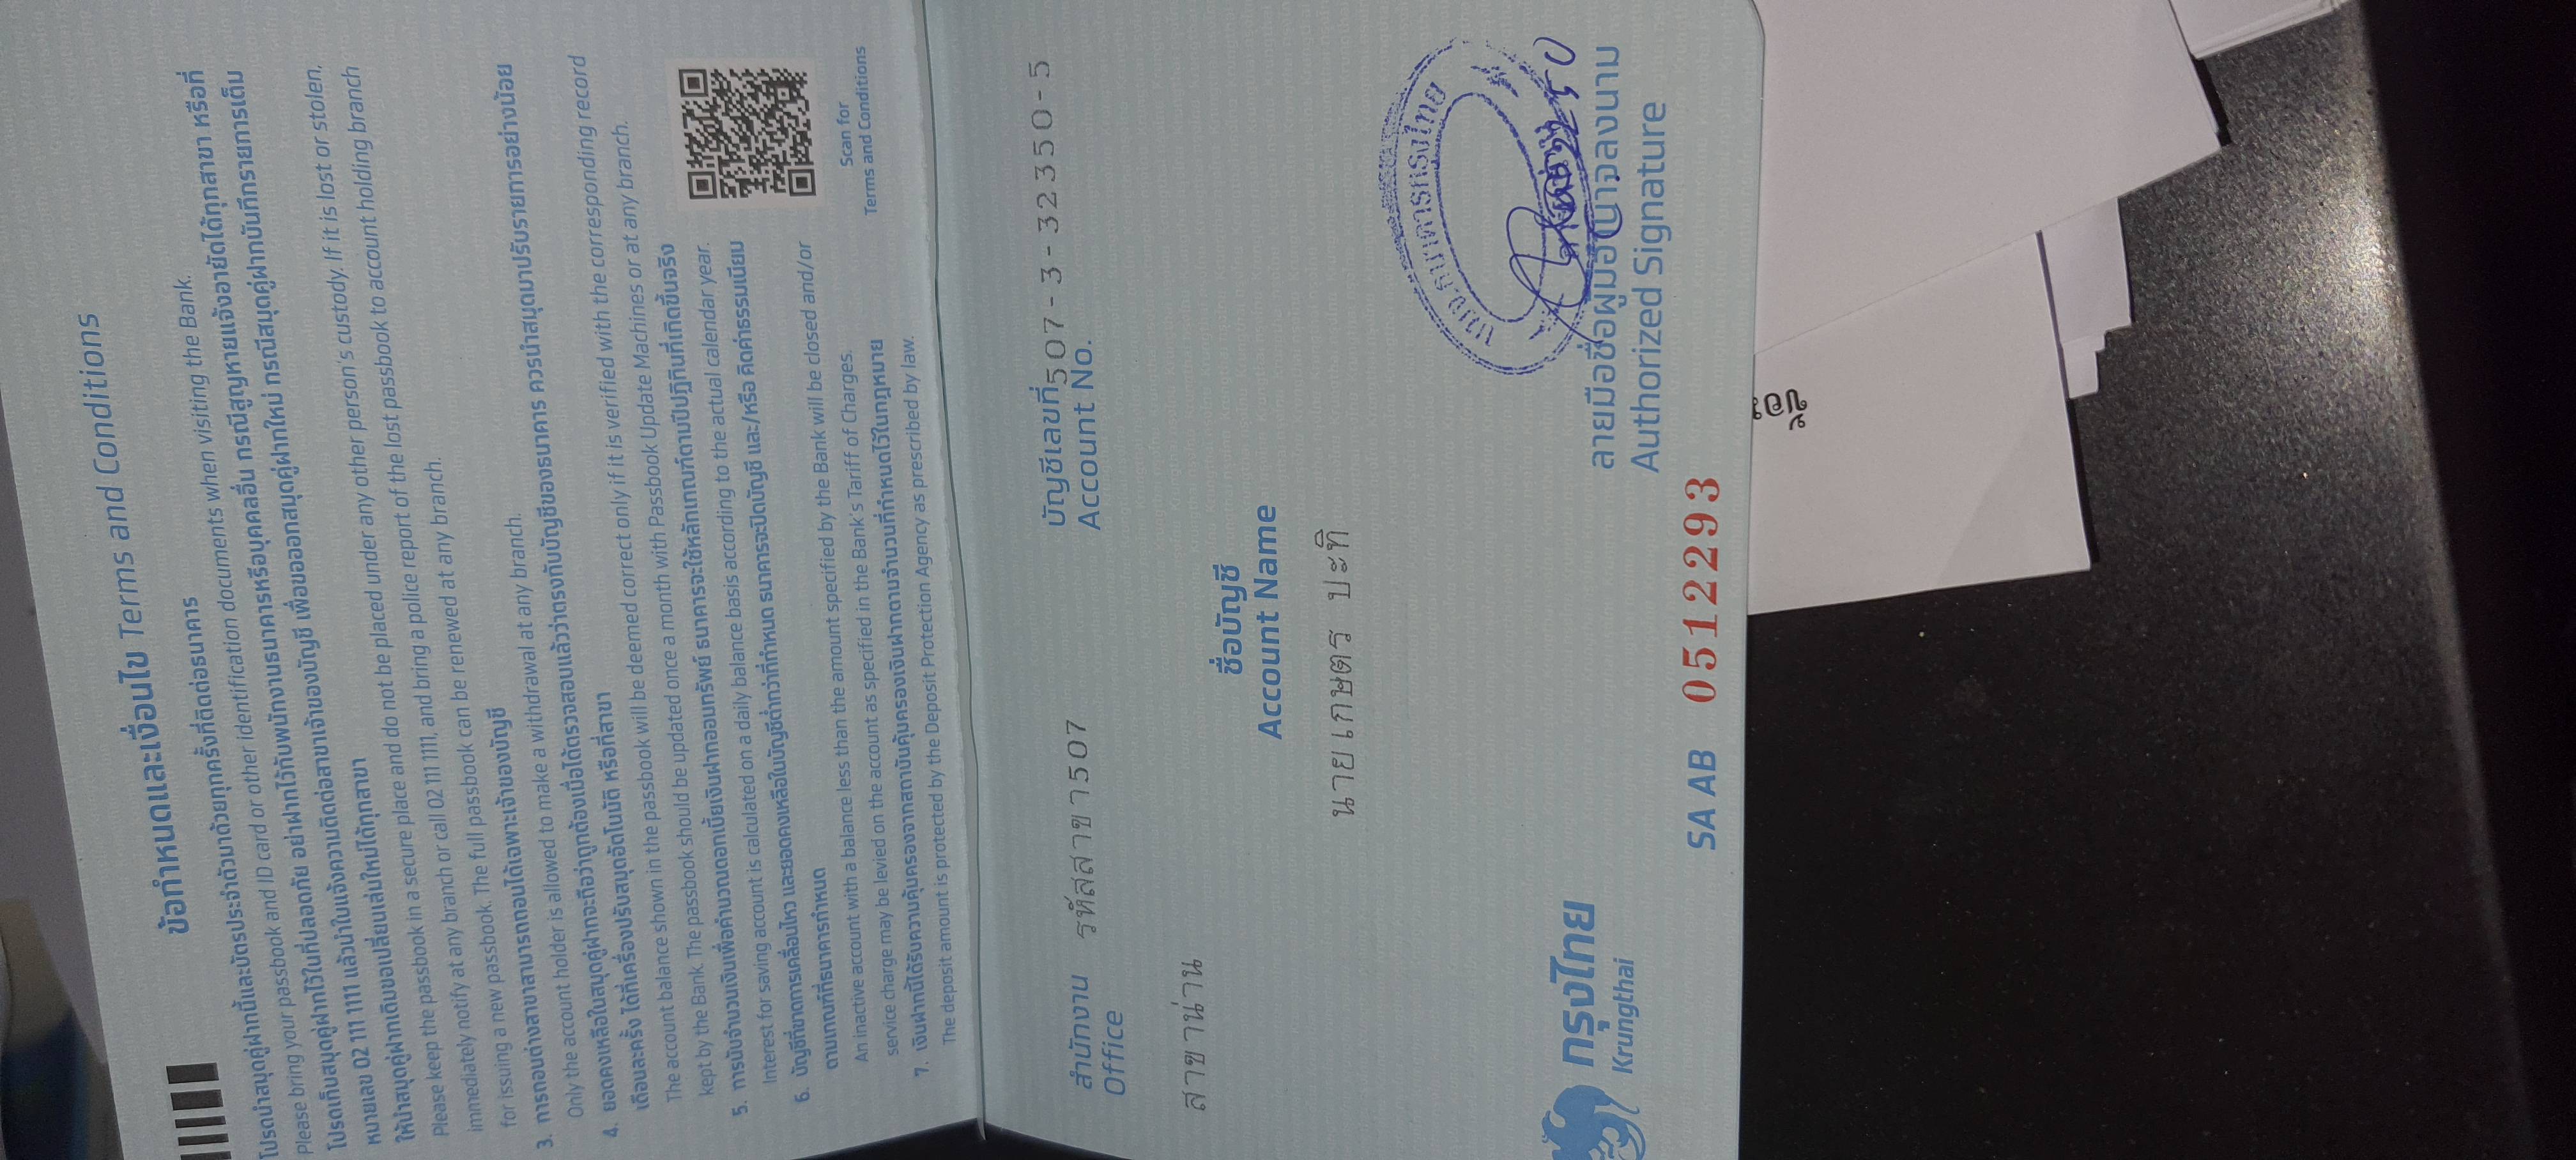 ข้อกำหนดและเงื่อนไข Terms and Conditions
โปรดนำสมุดคู่ฝากนี้และบัตรประจำตัวมาด้วยทุกครั้งที่ติดต่อธนาคาร
Please bring your passbook and ID card or other identification documents when visiting the Bank.
โปรดเก็บสมุดคู่ฝากไว้ในที่ปลอดภัย อย่าฝากไว้กับพนักงานธนาคารหรือบุคคลอื่น กรณีสูญหายแจ้งอายัดได้ทุกสาขา หรือที่
หมายเลข 02 111 1111 แล้วนำใบแจ้งความติดต่อสาขาเจ้าของบัญชี เพื่อขอออกสมุดคู่ฝากใหม่ กรณีสมุดคู่ฝากบันทึกรายการเต็ม
ให้นำสมุดคู่ฝากเดิมขอเปลี่ยนเล่มใหม่ได้ทุกสาขา
Please keep the passbook in a secure place and do not be placed under any other person's custody. If it is lost or stolen,
immediately notify at any branch or call 02 111 1111, and bring a police report of the lost passbook to account holding branch
for issuing a new passbook. The full passbook can be renewed at any branch.
3. การถอนต่างสาขาสามารถถอนได้เฉพาะเจ้าของบัญชี
Only the account holder is allowed to make a withdrawal at any branch.
4. ยอดคงเหลือในสมุดคู่ฝากจะถือว่าถูกต้องเมื่อได้ตรวจสอบแล้วว่าตรงกับบัญชีของธนาคาร ควรนำสมุดมาปรับรายการอย่างน้อย
เดือนละครั้ง ได้ที่เครื่องปรับสมุดอัตโนมัติ หรือที่สาขา
The account balance shown in the passbook will be deemed correct only if it is verified with the corresponding record
kept by the Bank. The passbook should be updated once a month with Passbook Update Machines or at any branch.
5. การนับจำนวนเงินเพื่อคำนวณดอกเบี้ยเงินฝากออมทรัพย์ ธนาคารจะใช้หลักเกณฑ์ตามปีปฏิทินที่เกิดขึ้นจริง
Interest for saving account is calculated on a daily balance basis according to the actual calendar year.
6. บัญชีที่ขาดการเคลื่อนไหว และยอดคงเหลือในบัญชีต่ำกว่าที่กำหนด ธนาคารจะปิดบัญชี และ/หรือ คิดค่าธรรมเนียม
ตามเกณฑ์ที่ธนาคารกำหนด
An inactive account with a balance less than the amount specified by the Bank will be closed and/or
service charge may be levied on the account as specified in the Bank's Tariff of Charges.
7. เงินฝากนี้ได้รับความคุ้มครองจากสถาบันคุ้มครองเงินฝากตามจำนวนที่กำหนดไว้ในกฎหมาย
The deposit amount is protected by the Deposit Protection Agency as prescribed by law.
Scan for
Terms and Conditions
สำนักงาน รหัสสาขา507
Office
บัญชีเลขที่507-3-32350-5
Account No.
สาขาน่าน
ชื่อบัญชี
Account Name
นายเกษตร ปะทิ
บมจ.ธนาคารกรุงไทย
ลายมือชื่อผู้มีอำนาจลงนาม
Authorized Signature
กรุงไทย
Krungthai
SA AB 0512293